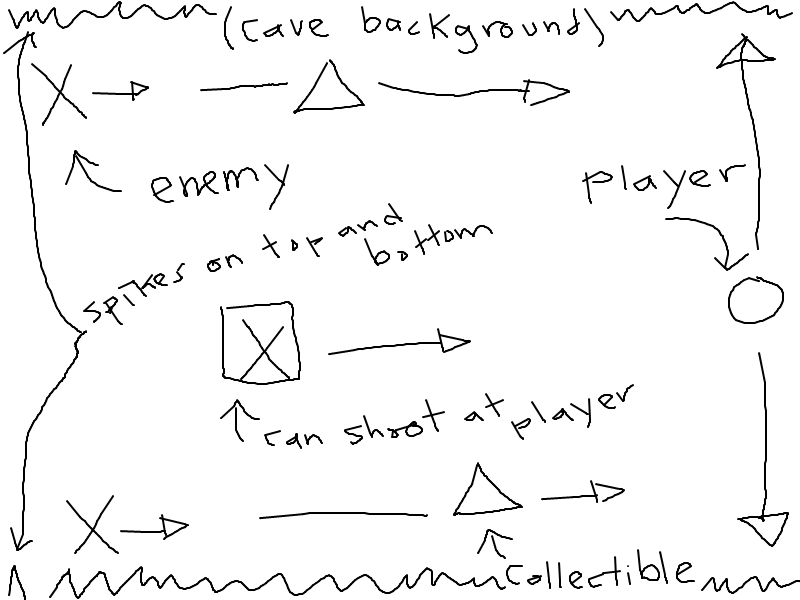 (cave background)
enemy
player
spikes on top and
bottom
can shoot at player
collectible